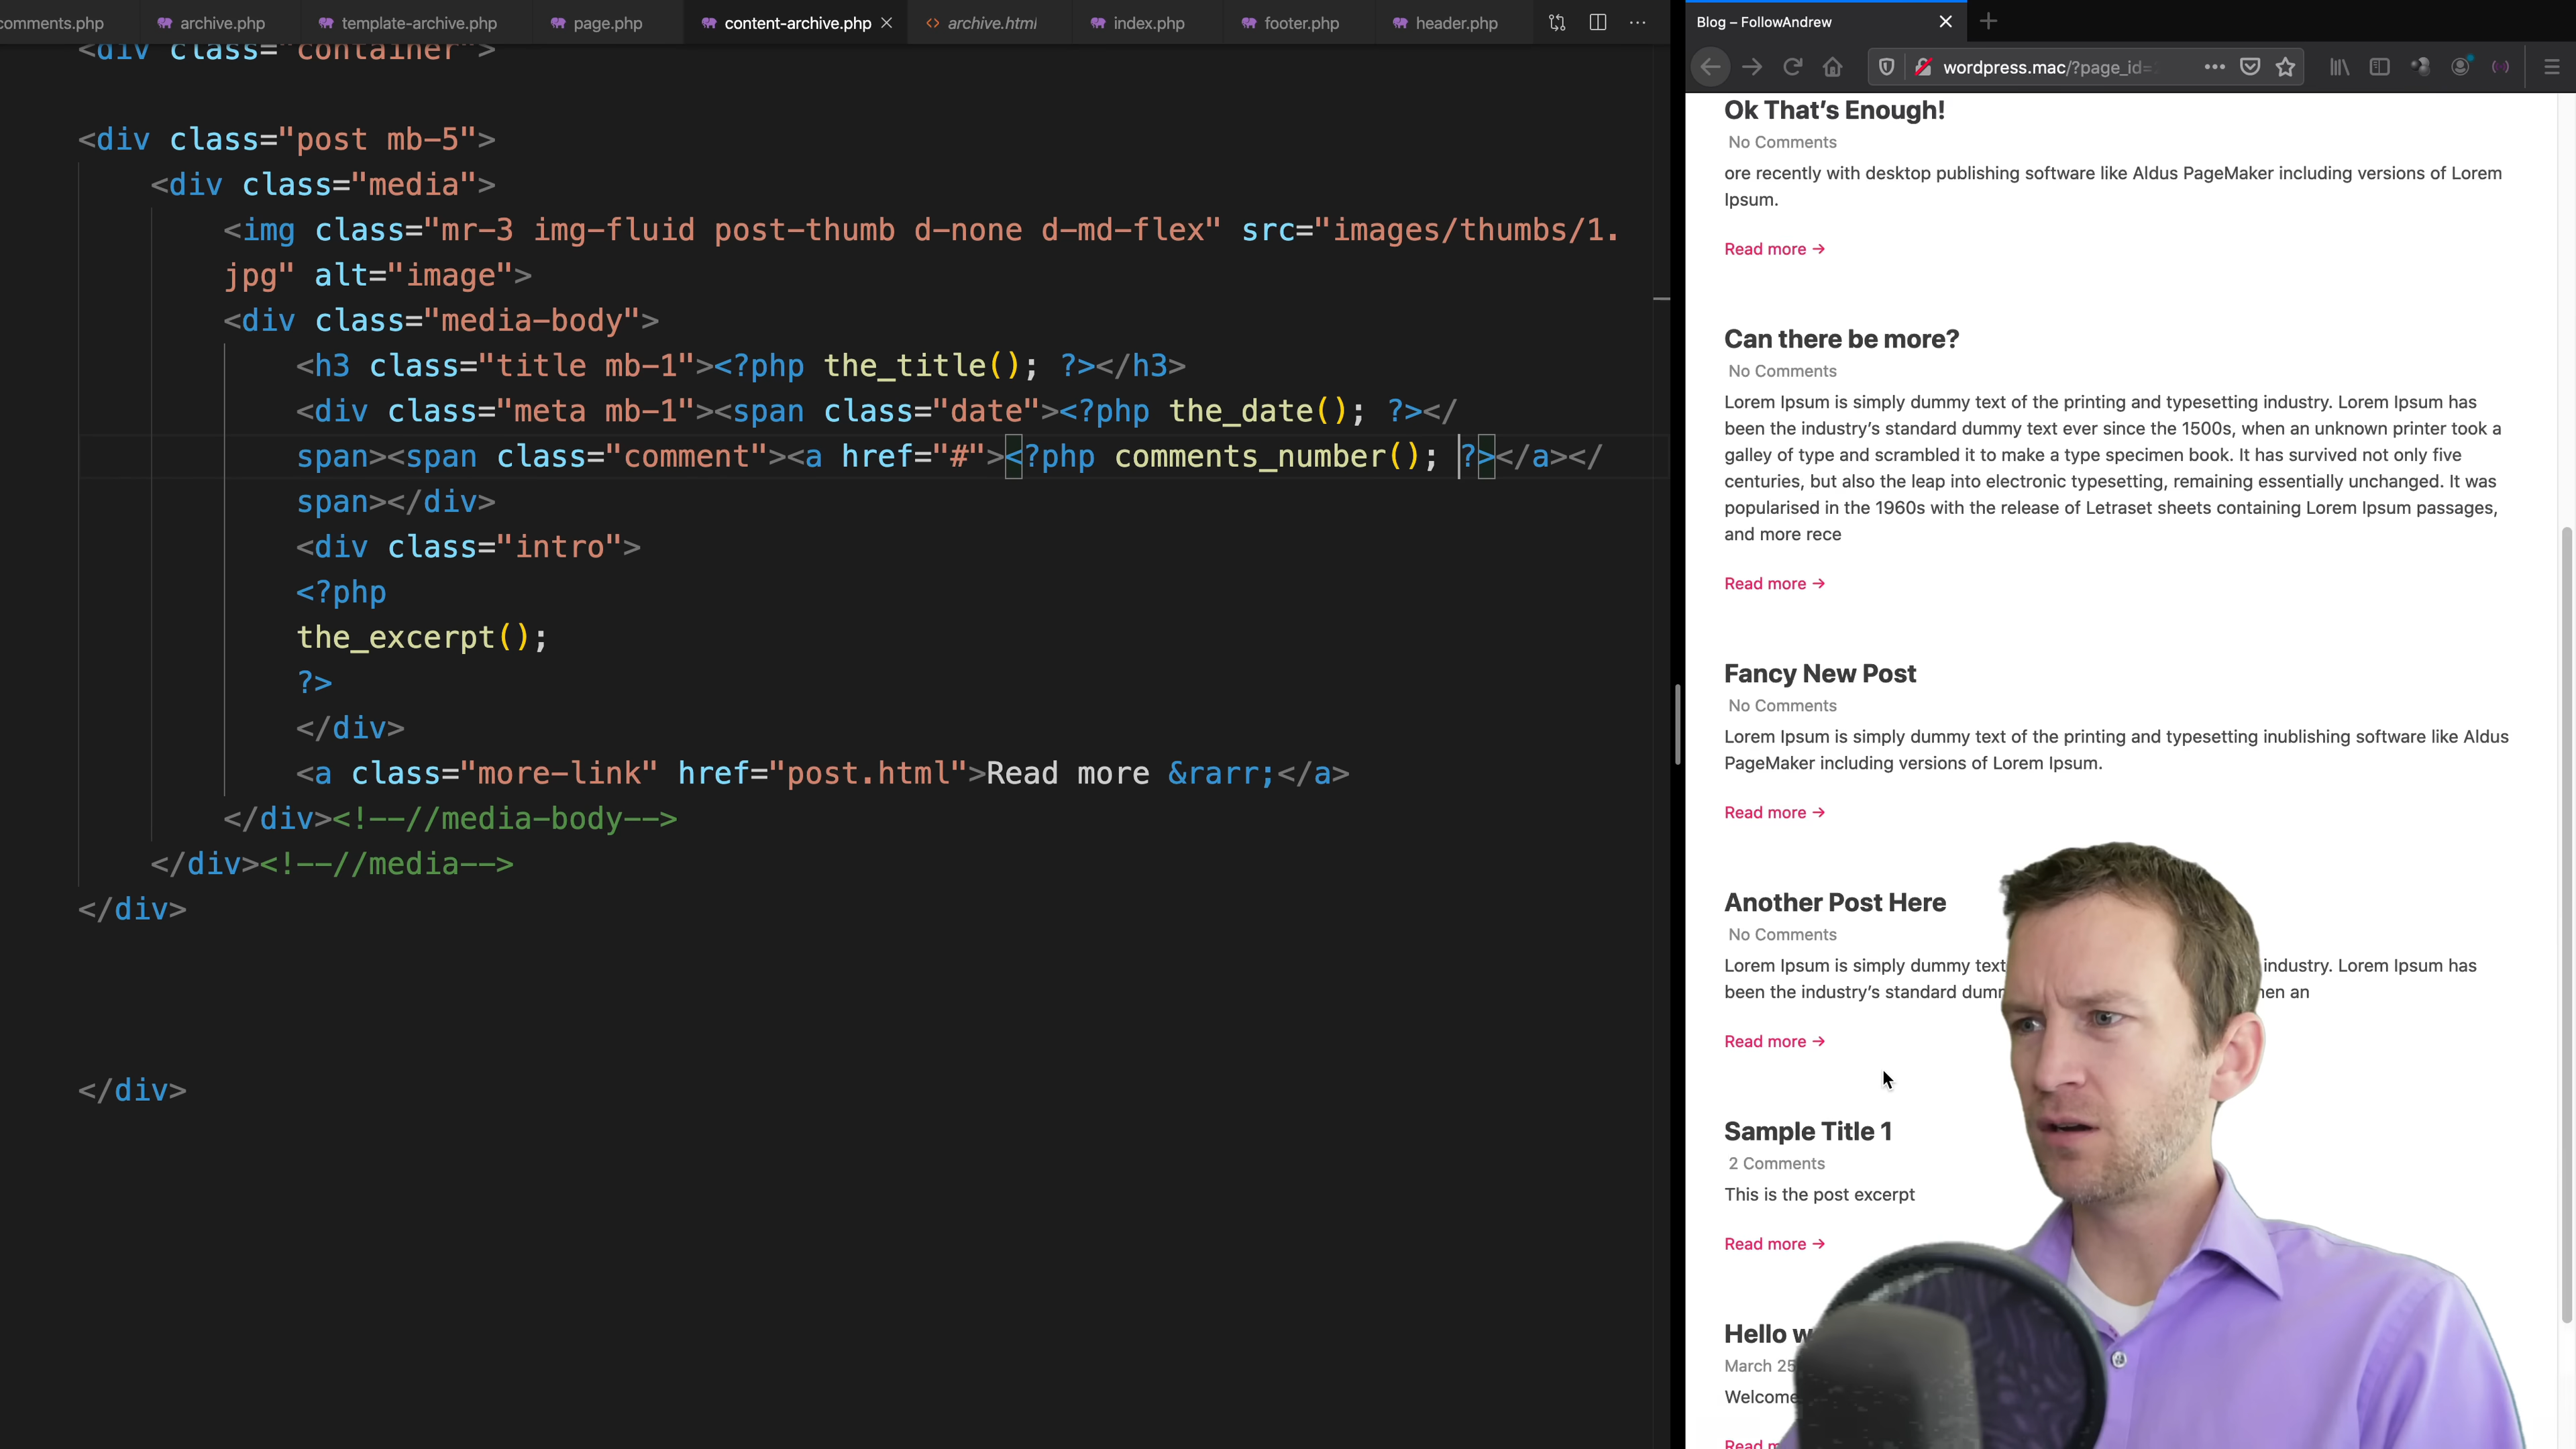 comments.php archive.php template-archive.php page.php content-archive.php archive.html index.php footer.php header.php
<div class="container">
<div class="post mb-5">
<div class="media">
<img class="mr-3 img-fluid post-thumb d-none d-md-flex" src="images/thumbs/1.
jpg" alt="image">
<div class="media-body">
<h3 class="title mb-1"><?php the_title(); ?></h3>
<div class="meta mb-1"><span class="date"><?php the_date(); ?></
span><span class="comment"><a href="#"><?php comments_number(); ?></a></
span></div>
<div class="intro">
<?php
the_excerpt();
?>
</div>
<a class="more-link" href="post.html">Read more &rarr;</a>
</div><!--//media-body-->
</div><!--//media-->
</div>
</div>
Blog – FollowAndrew
wordpress.mac/?page_id=
Ok That’s Enough!
No Comments
ore recently with desktop publishing software like Aldus PageMaker including versions of Lorem
Ipsum.
Read more →
Can there be more?
No Comments
Lorem Ipsum is simply dummy text of the printing and typesetting industry. Lorem Ipsum has
been the industry’s standard dummy text ever since the 1500s, when an unknown printer took a
galley of type and scrambled it to make a type specimen book. It has survived not only five
centuries, but also the leap into electronic typesetting, remaining essentially unchanged. It was
popularised in the 1960s with the release of Letraset sheets containing Lorem Ipsum passages,
and more rece
Read more →
Fancy New Post
No Comments
Lorem Ipsum is simply dummy text of the printing and typesetting inublishing software like Aldus
PageMaker including versions of Lorem Ipsum.
Read more →
Another Post Here
No Comments
Lorem Ipsum is simply dummy text industry. Lorem Ipsum has
been the industry’s standard an
Read more →
Sample Title 1
2 Comments
This is the post excerpt
Read more →
Hello
March 25
Welcome
Read